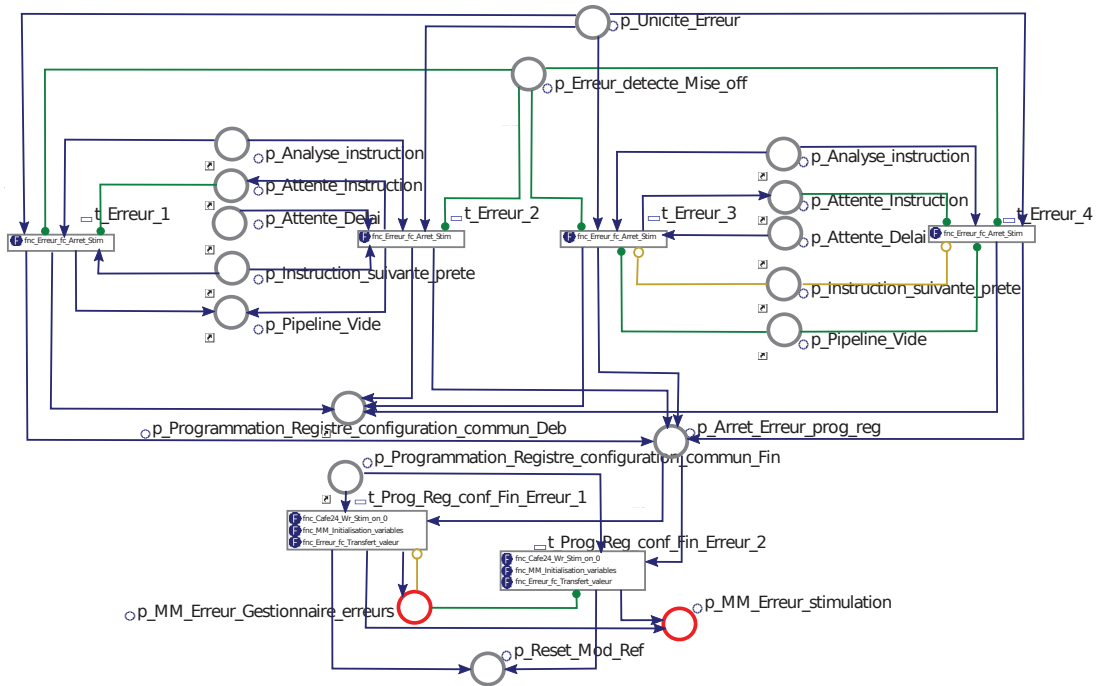 p_Unicite_Erreur
p_Erreur_detecte_Mise_off
p_Analyse_instruction
p_Analyse_instruction
p_Attente_Instruction
p_Attente_Instruction
t_Erreur_1
p_Attente_Delai
t_Erreur_2
t_Erreur_3
t_Erreur_4
p_Attente_Delai
F fnc_Erreur_fc_Arret_Stim
F fnc_Erreur_fc_Arret_Stim
F fnc_Erreur_fc_Arret_Stim
F fnc_Erreur_fc_Arret_Stim
p_Instruction_suivante_prete
p_Instruction_suivante_prete
p_Pipeline_Vide
p_Pipeline_Vide
p_Programmation_Registre_configuration_commun_Deb
p_Arret_Erreur_prog_reg
p_Programmation_Registre_configuration_commun_Fin
t_Prog_Reg_conf_Fin_Erreur_1
F fnc_Cafe24_Wr_Stim_on_0
F fnc_MM_Initialisation_variables
F fnc_Erreur_fc_Transfert_valeur
t_Prog_Reg_conf_Fin_Erreur_2
F fnc_Cafe24_Wr_Stim_on_0
F fnc_MM_Initialisation_variables
F fnc_Erreur_fc_Transfert_valeur
p_MM_Erreur_Gestionnaire_erreurs
p_MM_Erreur_stimulation
p_Reset_Mod_Ref